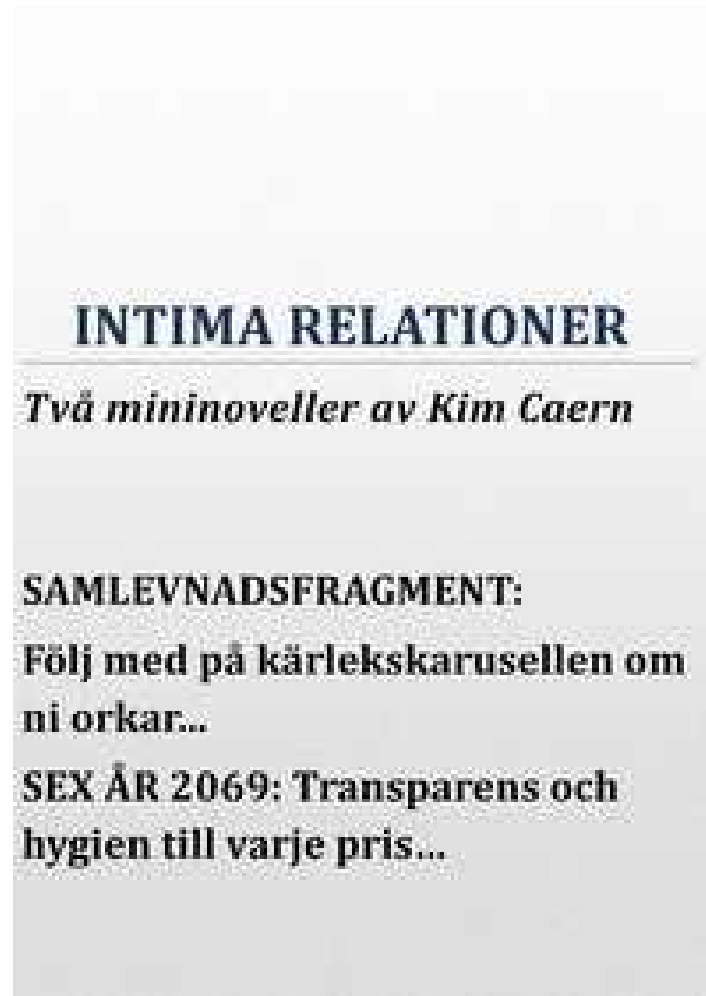 INTIMA RELATIONER
Två mininoveller av Kim Caern
SAMLEVNADSFRAGMENT:
Följ med på kärlekskarusellen om
ni orkar...
SEX ÅR 2069: Transparens och
hygien till varje pris...